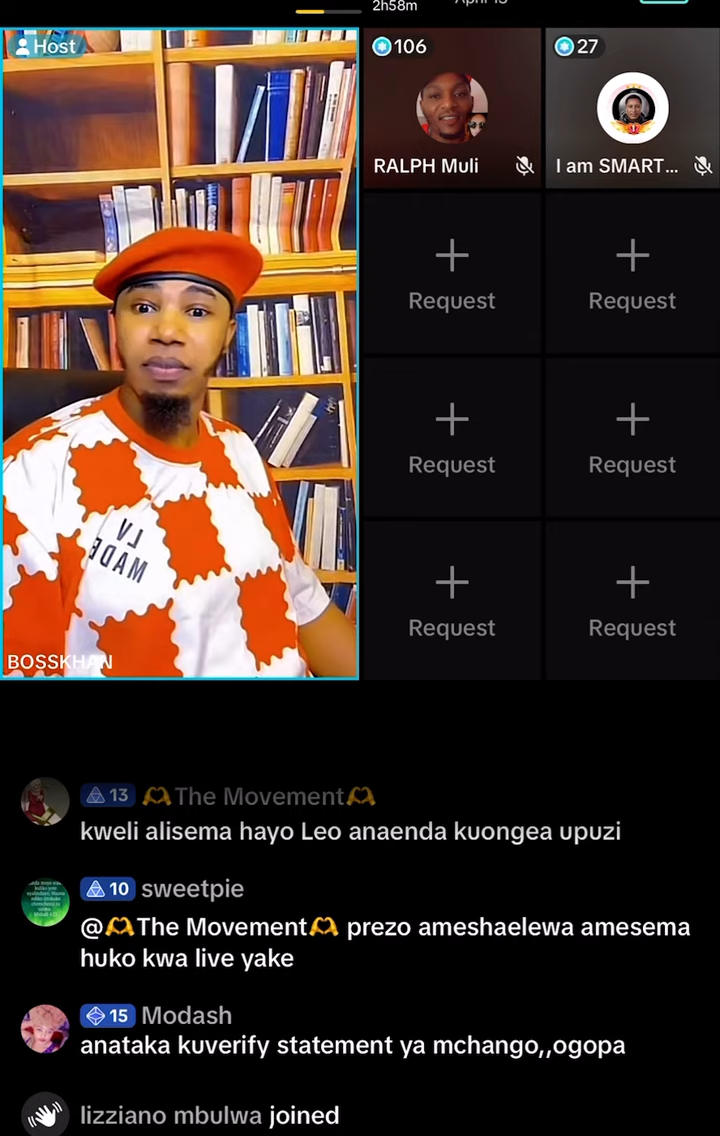 2h58m
Host
106
27
RALPH Muli
I am SMART...
Request
Request
Request
Request
Request
Request
LV
MADE
BOSSKHAN
13 🫶The Movement🫶
kweli alisema hayo Leo anaenda kuongea upuzi
10 sweetpie
@🫶The Movement🫶 prezo ameshaelewa amesema
huko kwa live yake
15 Modash
anataka kuverify statement ya mchango,,ogopa
lizziano mbulwa joined